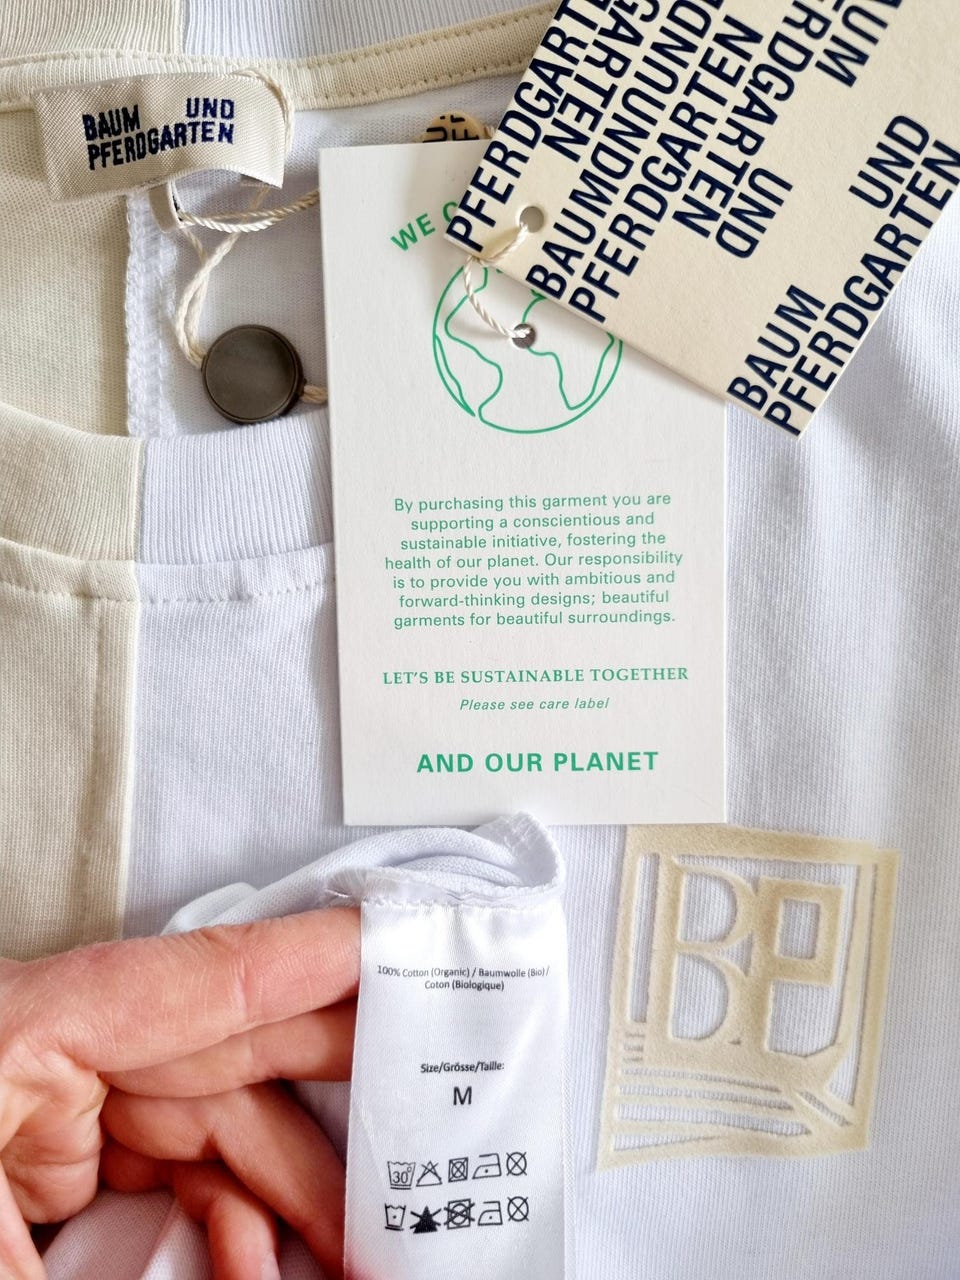 BAUM UND
PFERDGARTEN
WE
By purchasing this garment you are
supporting a conscientious and
sustainable initiative, fostering the
health of our planet. Our responsibility
is to provide you with ambitious and
forward-thinking designs; beautiful
garments for beautiful surroundings.
LET'S BE SUSTAINABLE TOGETHER
Please see care label
AND OUR PLANET
PFERDGARTEN
BAUM UND
PFERDGARTEN
UND
BAUM UND
PFERDGARTEN
BP
100% Cotton (Organic) / Baumwolle (Bio)/
Coton (Biologique)
Size/Grösse/Taille:
M
30°